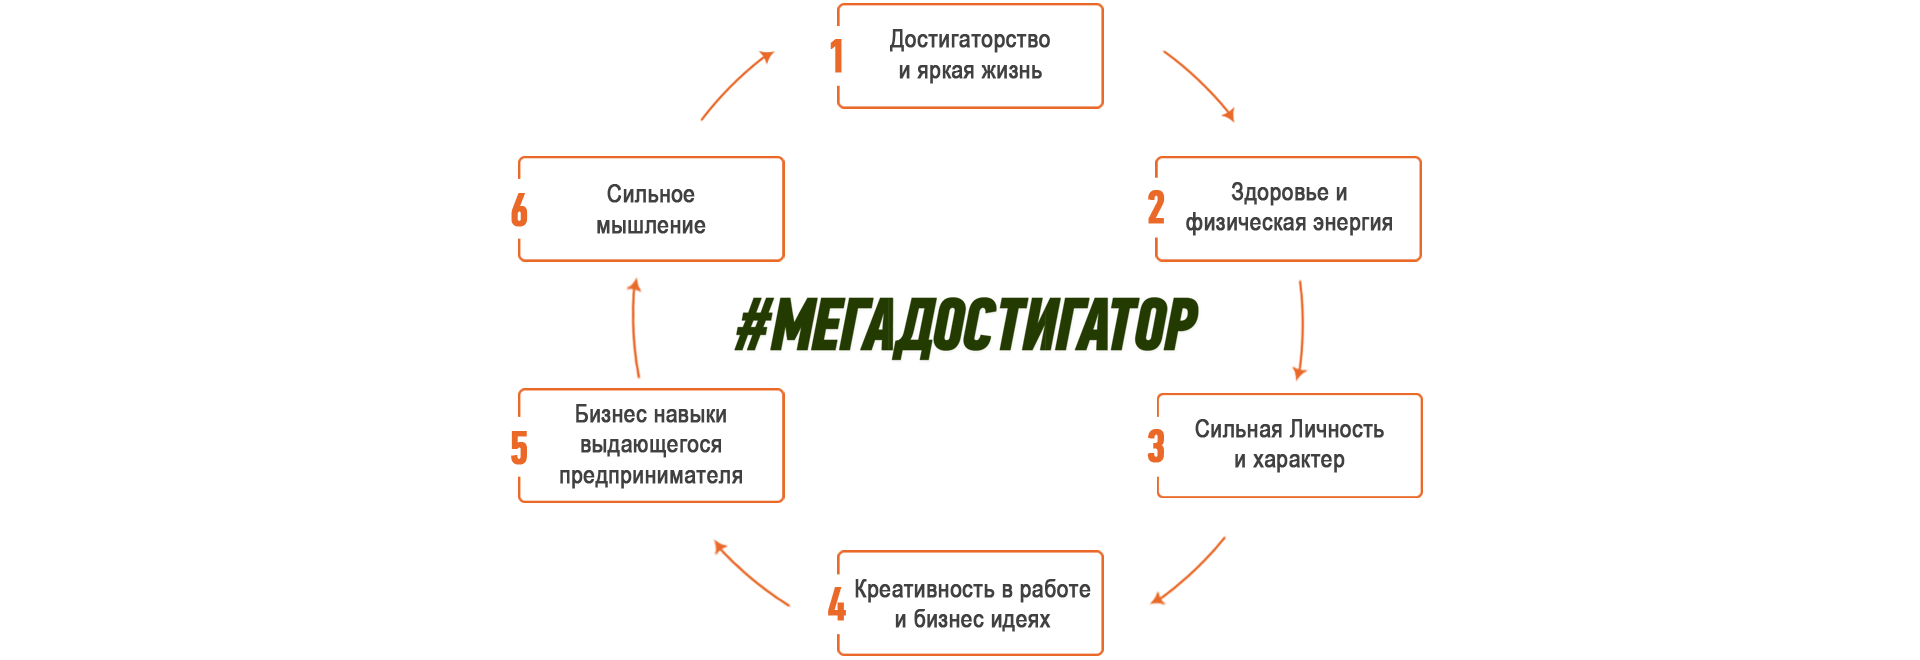 1
Достигаторство
и яркая жизнь
2
Здоровье и
физическая энергия
3
Сильная Личность
и характер
4
Креативность в работе
и бизнес идеях
5
Бизнес навыки
выдающегося
предпринимателя
6
Сильное
мышление
#МЕГАДОСТИГАТОР